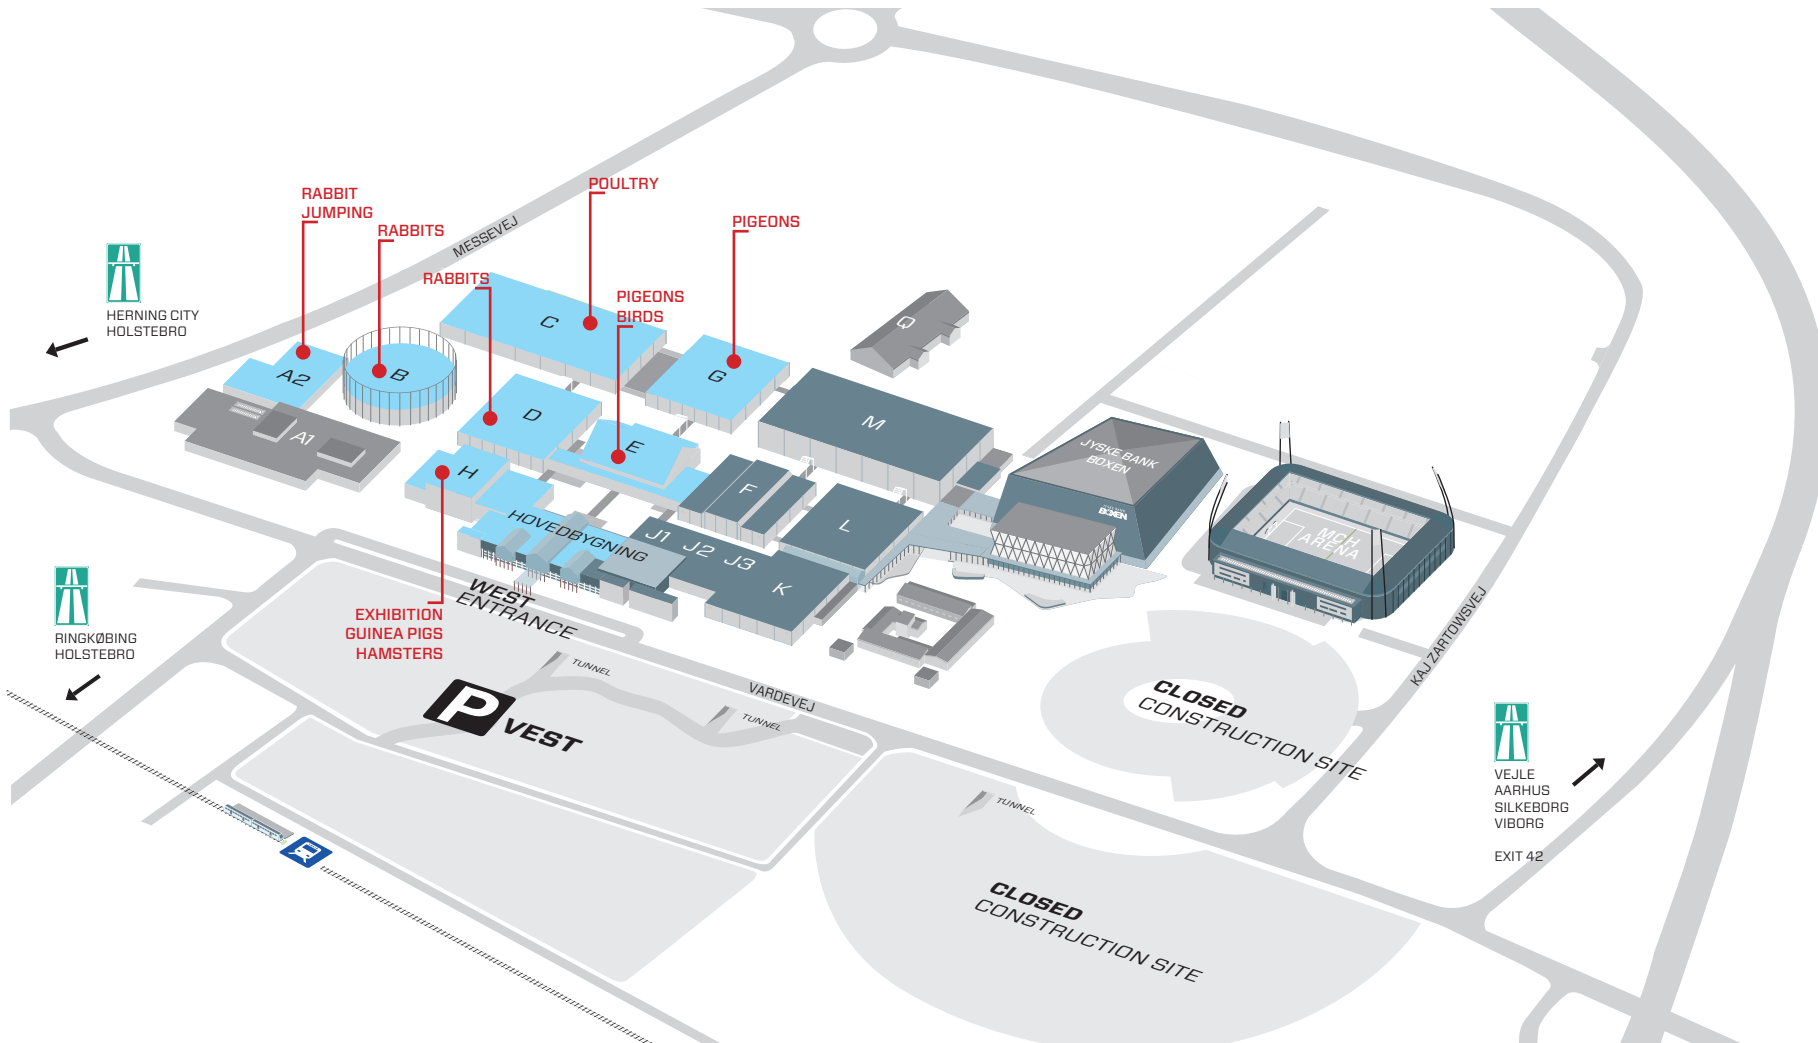 RABBIT
JUMPING
RABBITS
RABBITS
POULTRY
PIGEONS
BIRDS
PIGEONS
MESSEVEJ
HERNING CITY
HOLSTEBRO
A2
B
C
G
Q
A1
D
E
M
H
F
L
HOVEDBYGNING
J1
J2
J3
K
JYSKE BANK
BOXEN
BOXEN
MCH
ARENA
WEST
ENTRANCE
EXHIBITION
GUINEA PIGS
HAMSTERS
RINGKØBING
HOLSTEBRO
TUNNEL
TUNNEL
P VEST
VARDEVEJ
KAJ ZARTOWSVEJ
CLOSED
CONSTRUCTION SITE
TUNNEL
CLOSED
CONSTRUCTION SITE
VEJLE
AARHUS
SILKEBORG
VIBORG
EXIT 42